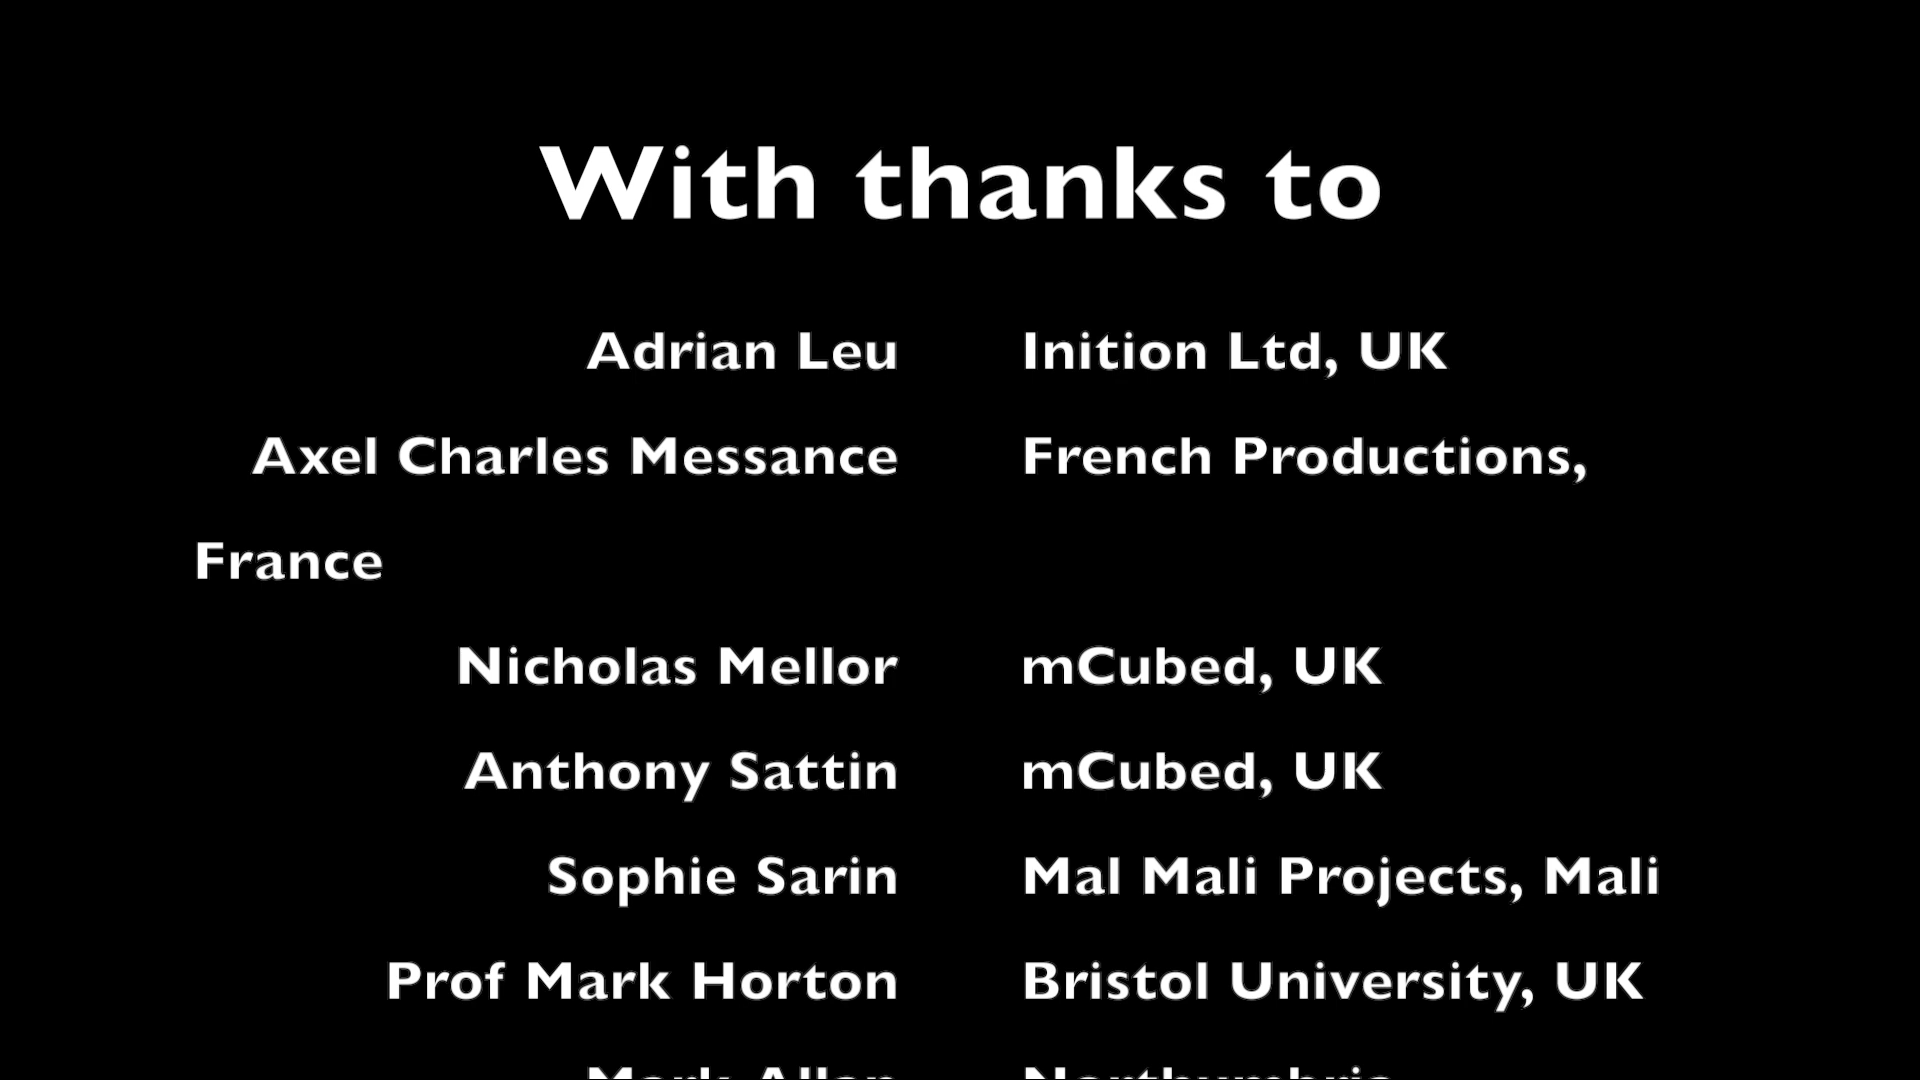 With thanks to
Adrian Leu Inition Ltd, UK
Axel Charles Messance French Productions,
France
Nicholas Mellor mCubed, UK
Anthony Sattin mCubed, UK
Sophie Sarin Mal Mali Projects, Mali
Prof Mark Horton Bristol University, UK